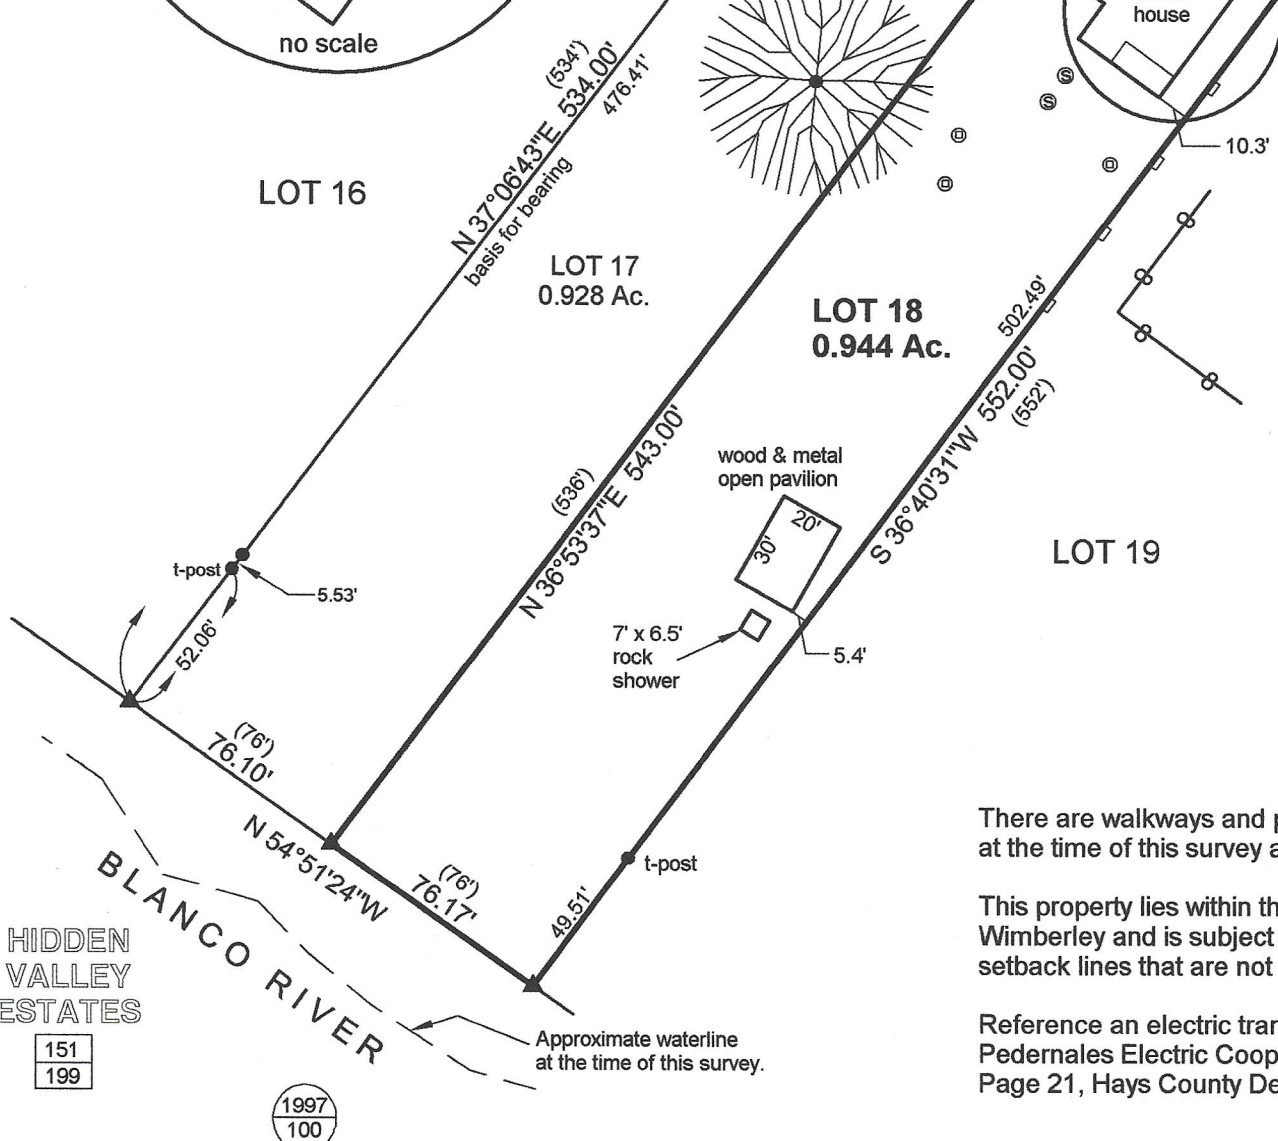 no scale
house
(534')
N 37°06'43"E 534.00'
476.41'
basis for bearing
10.3'
LOT 16
LOT 17
0.928 Ac.
LOT 18
0.944 Ac.
502.49'
S 36°40'31"W 552.00'
(552')
(536')
N 36°53'37"E 543.00'
wood & metal
open pavilion
20'
30'
LOT 19
t-post
5.53'
52.06'
7' x 6.5'
rock
shower
5.4'
(76')
76.10'
N 54°51'24"W
(76')
76.17'
t-post
49.51'
BLANCO RIVER
HIDDEN
VALLEY
ESTATES
151
199
1997
100
Approximate waterline
at the time of this survey.
There are walkways and p
at the time of this survey a
This property lies within th
Wimberley and is subject
setback lines that are not
Reference an electric tran
Pedernales Electric Coop
Page 21, Hays County De
S
S